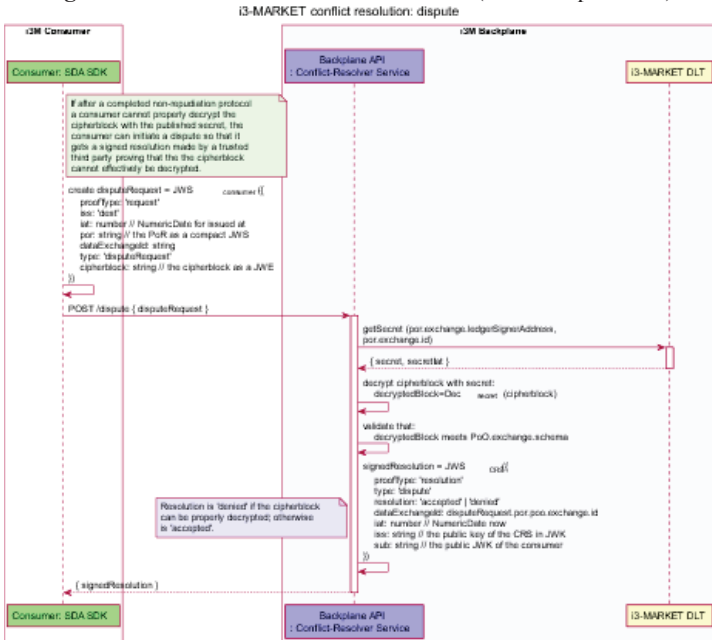 i3-MARKET conflict resolution: dispute
i3M Consumer
i3M Backplane
Consumer: SDA SDK
Backplane API
: Conflict-Resolver Service
i3-MARKET DLT
If after a completed non-repudiation protocol
a consumer cannot properly decrypt the
cipherblock with the published secret, the
consumer can initiate a dispute so that it
gets a signed resolution made by a trusted
third party proving that the the cipherblock
cannot effectively be decrypted.
create disputeRequest = JWS consumer ({
proofType: 'request'
iss: 'dest'
iat: number // NumericDate for issued at
por: string // the PoR as a compact JWS
dataExchangeId: string
type: 'disputeRequest'
cipherblock: string // the cipherblock as a JWE
})
POST /dispute { disputeRequest }
getSecret (por.exchange.ledgerSignerAddress,
por.exchange.id)
{ secret, secretIat }
decrypt cipherblock with secret:
decryptedBlock=Dec secret (cipherblock)
validate that:
decryptedBlock meets PoO.exchange.schema
signedResolution = JWS CRS({
proofType: 'resolution'
type: 'dispute'
resolution: 'accepted' | 'denied'
dataExchangeId: disputeRequest.por.poo.exchange.id
iat: number // NumericDate now
iss: string // the public key of the CRS in JWK
sub: string // the public JWK of the consumer
})
Resolution is 'denied' if the cipherblock
can be properly decrypted; otherwise
is 'accepted'.
{ signedResolution }
Consumer: SDA SDK
Backplane API
: Conflict-Resolver Service
i3-MARKET DLT